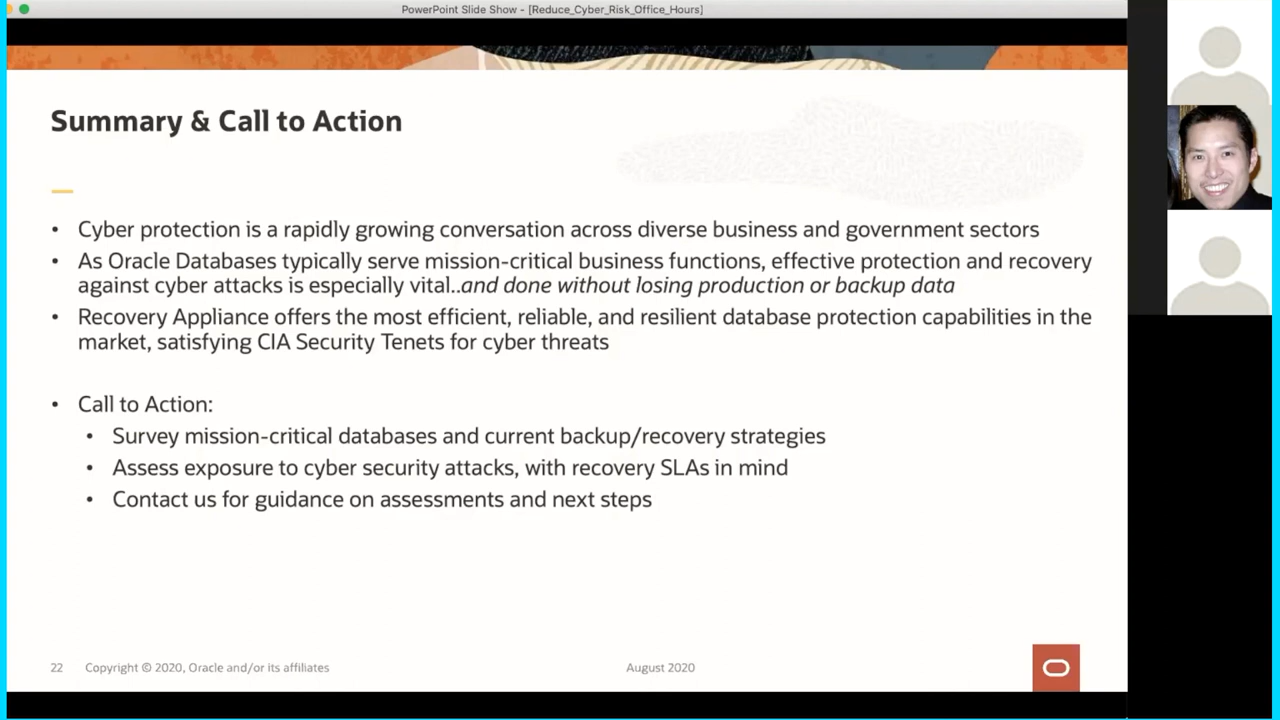 PowerPoint Slide Show - [Reduce_Cyber_Risk_Office_Hours]
Summary & Call to Action
• Cyber protection is a rapidly growing conversation across diverse business and government sectors
• As Oracle Databases typically serve mission-critical business functions, effective protection and recovery
against cyber attacks is especially vital..and done without losing production or backup data
• Recovery Appliance offers the most efficient, reliable, and resilient database protection capabilities in the
market, satisfying CIA Security Tenets for cyber threats
• Call to Action:
• Survey mission-critical databases and current backup/recovery strategies
• Assess exposure to cyber security attacks, with recovery SLAs in mind
• Contact us for guidance on assessments and next steps
22 Copyright © 2020, Oracle and/or its affiliates August 2020